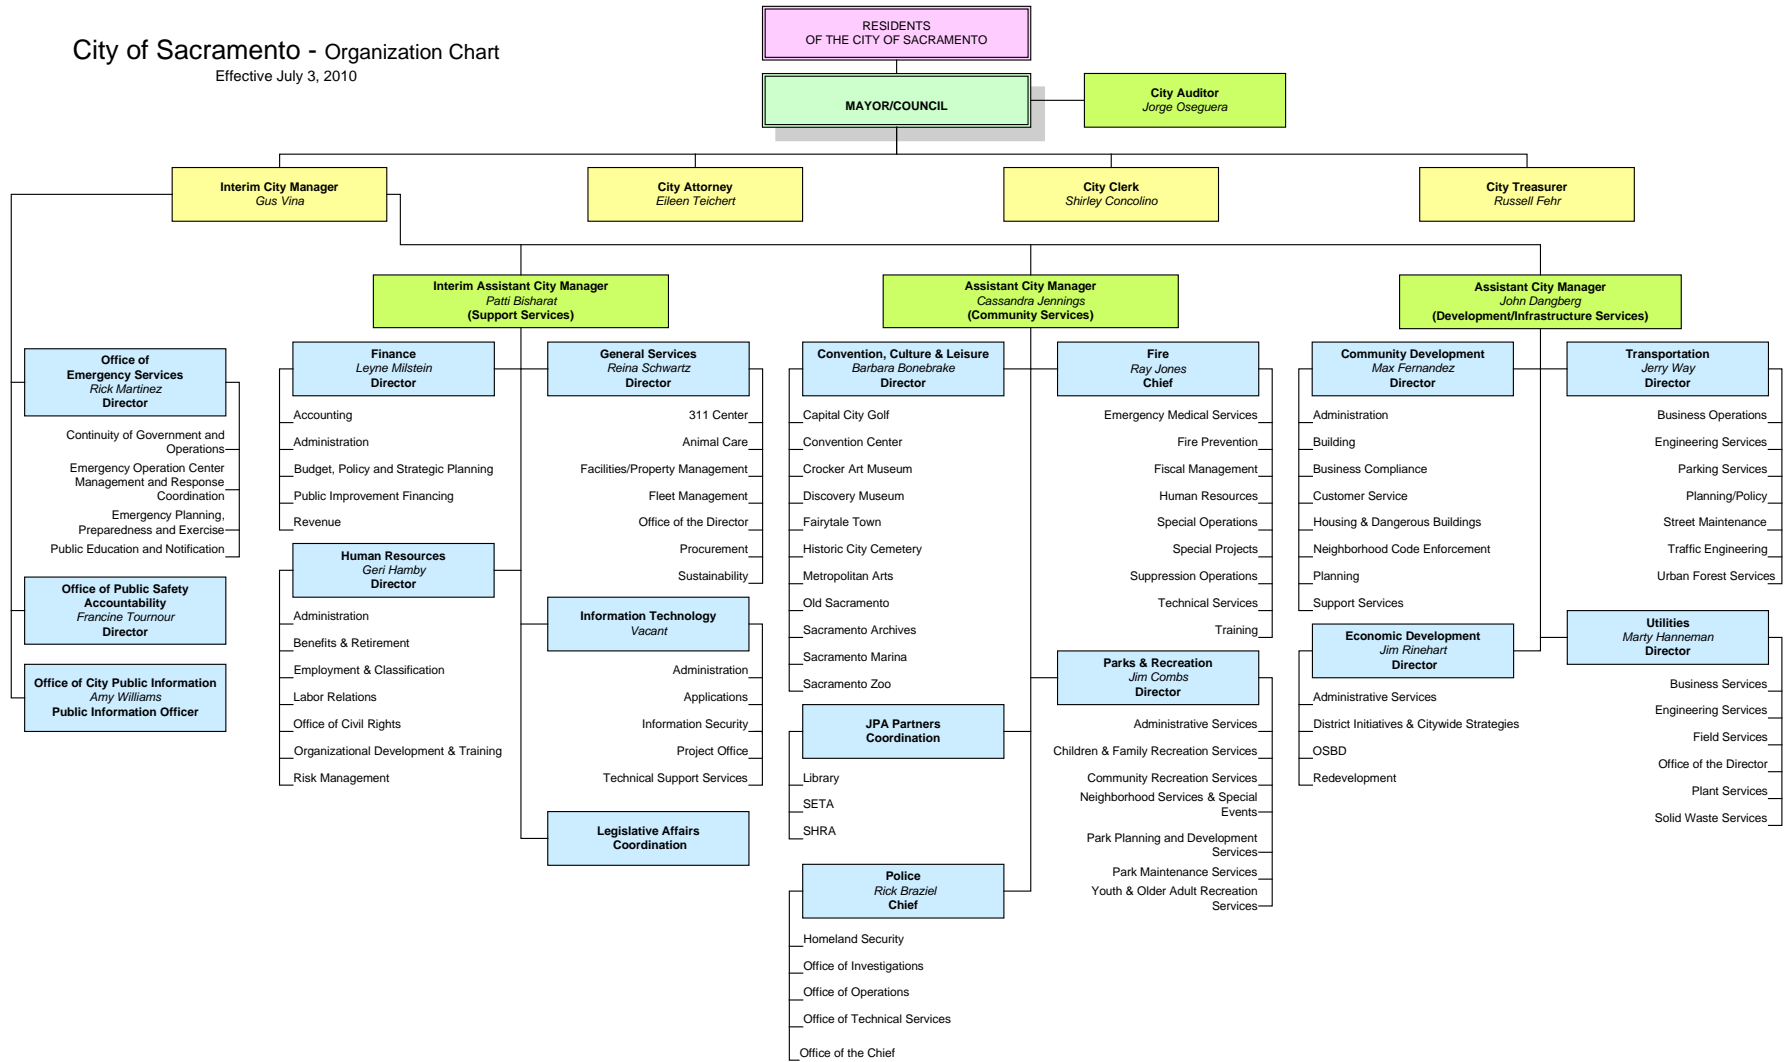 City of Sacramento - Organization Chart
Effective July 3, 2010
RESIDENTS
OF THE CITY OF SACRAMENTO
MAYOR/COUNCIL
City Auditor
Jorge Oseguera
Interim City Manager
Gus Vina
City Attorney
Eileen Teichert
City Clerk
Shirley Concolino
City Treasurer
Russell Fehr
Interim Assistant City Manager
Patti Bisharat
(Support Services)
Assistant City Manager
Cassandra Jennings
(Community Services)
Assistant City Manager
John Dangberg
(Development/Infrastructure Services)
Office of
Emergency Services
Rick Martinez
Director
Continuity of Government and
Operations
Emergency Operation Center
Management and Response
Coordination
Emergency Planning,
Preparedness and Exercise
Public Education and Notification
Office of Public Safety
Accountability
Francine Tournour
Director
Office of City Public Information
Amy Williams
Public Information Officer
Finance
Leyne Milstein
Director
Accounting
Administration
Budget, Policy and Strategic Planning
Public Improvement Financing
Revenue
Human Resources
Geri Hamby
Director
Administration
Benefits & Retirement
Employment & Classification
Labor Relations
Office of Civil Rights
Organizational Development & Training
Risk Management
General Services
Reina Schwartz
Director
311 Center
Animal Care
Facilities/Property Management
Fleet Management
Office of the Director
Procurement
Sustainability
Information Technology
Vacant
Administration
Applications
Information Security
Project Office
Technical Support Services
Legislative Affairs
Coordination
Convention, Culture & Leisure
Barbara Bonebrake
Director
Capital City Golf
Convention Center
Crocker Art Museum
Discovery Museum
Fairytale Town
Historic City Cemetery
Metropolitan Arts
Old Sacramento
Sacramento Archives
Sacramento Marina
Sacramento Zoo
JPA Partners
Coordination
Library
SETA
SHRA
Police
Rick Braziel
Chief
Homeland Security
Office of Investigations
Office of Operations
Office of Technical Services
Office of the Chief
Fire
Ray Jones
Chief
Emergency Medical Services
Fire Prevention
Fiscal Management
Human Resources
Special Operations
Special Projects
Suppression Operations
Technical Services
Training
Parks & Recreation
Jim Combs
Director
Administrative Services
Children & Family Recreation Services
Community Recreation Services
Neighborhood Services & Special
Events
Park Planning and Development
Services
Park Maintenance Services
Youth & Older Adult Recreation
Services
Community Development
Max Fernandez
Director
Administration
Building
Business Compliance
Customer Service
Housing & Dangerous Buildings
Neighborhood Code Enforcement
Planning
Support Services
Economic Development
Jim Rinehart
Director
Administrative Services
District Initiatives & Citywide Strategies
OSBD
Redevelopment
Transportation
Jerry Way
Director
Business Operations
Engineering Services
Parking Services
Planning/Policy
Street Maintenance
Traffic Engineering
Urban Forest Services
Utilities
Marty Hanneman
Director
Business Services
Engineering Services
Field Services
Office of the Director
Plant Services
Solid Waste Services